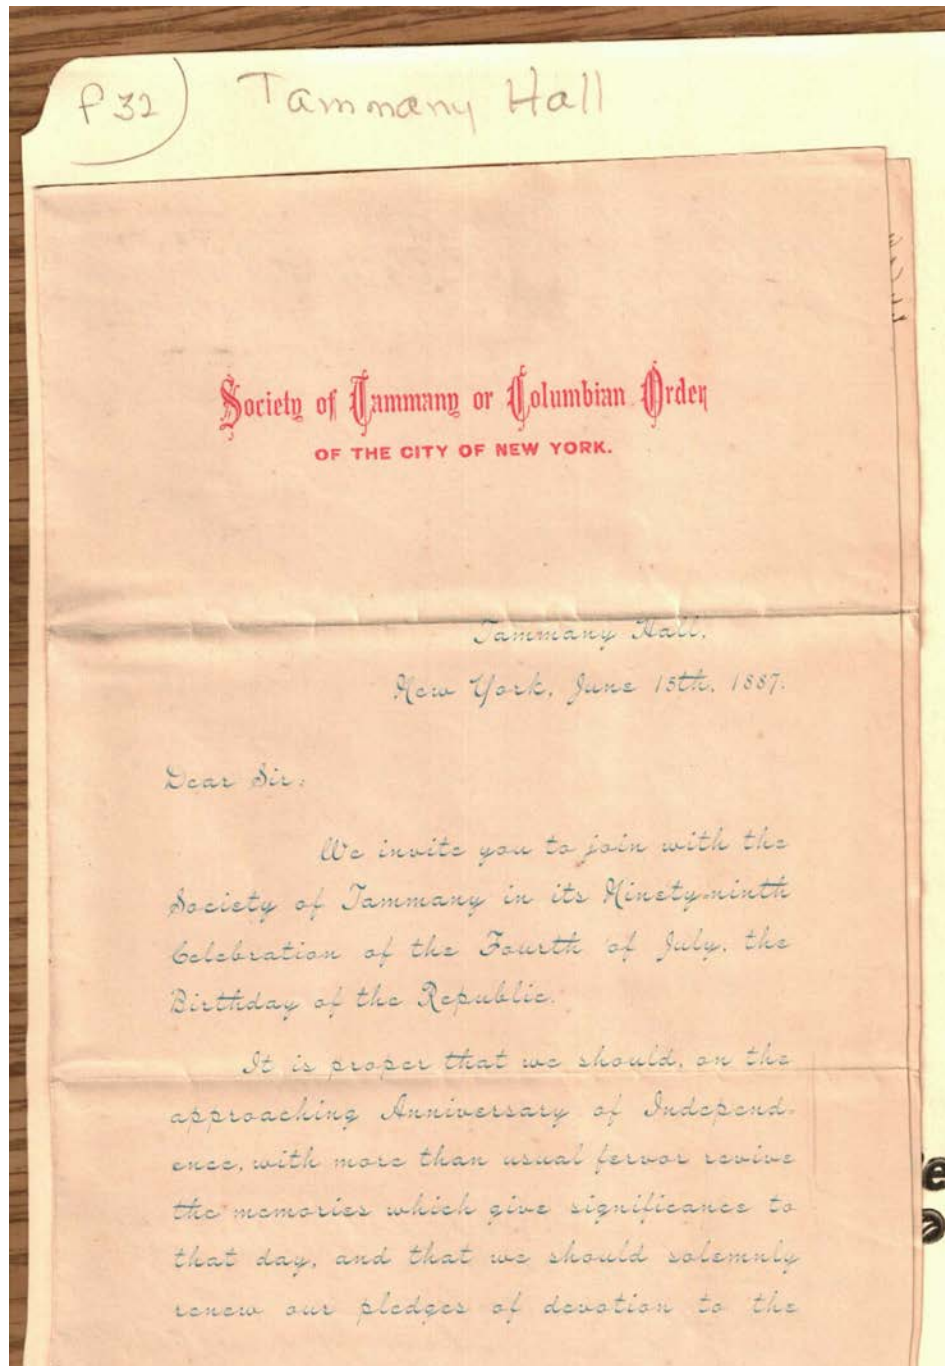 P 32) Tammany Hall
Society of Tammany or Columbian Order
OF THE CITY OF NEW YORK.
Tammany Hall.
New York, June 15th. 1887.
Dear Sir:
We invite you to join with the
Society of Tammany in its Ninety-ninth
Celebration of the Fourth of July, the
Birthday of the Republic.
It is proper that we should, on the
approaching Anniversary of Independ-
ence, with more than usual fervor revive
the memories which give significance to
that day, and that we should solemnly
renew our pledges of devotion to the